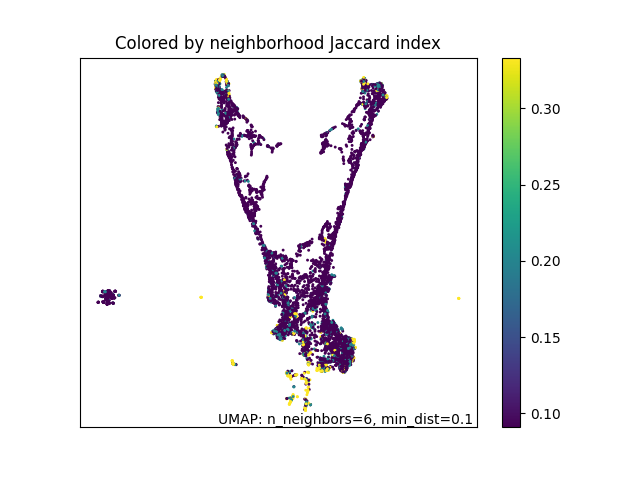 Colored by neighborhood Jaccard index
0.30
0.25
0.20
0.15
0.10
UMAP: n_neighbors=6, min_dist=0.1